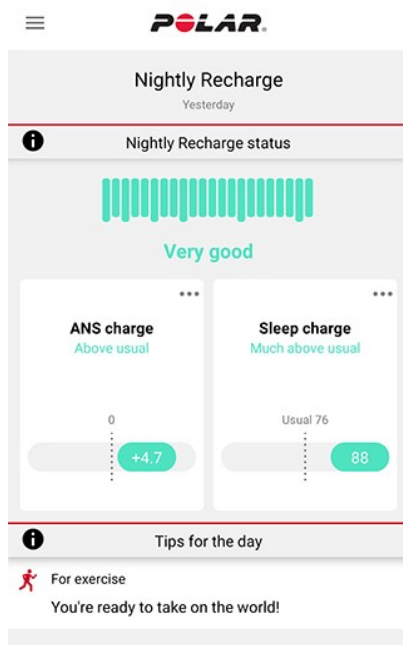 POLAR.
Nightly Recharge
Yesterday
Nightly Recharge status
Very good
ANS charge
Above usual
0
+4.7
Sleep charge
Much above usual
Usual 76
88
Tips for the day
For exercise
You're ready to take on the world!